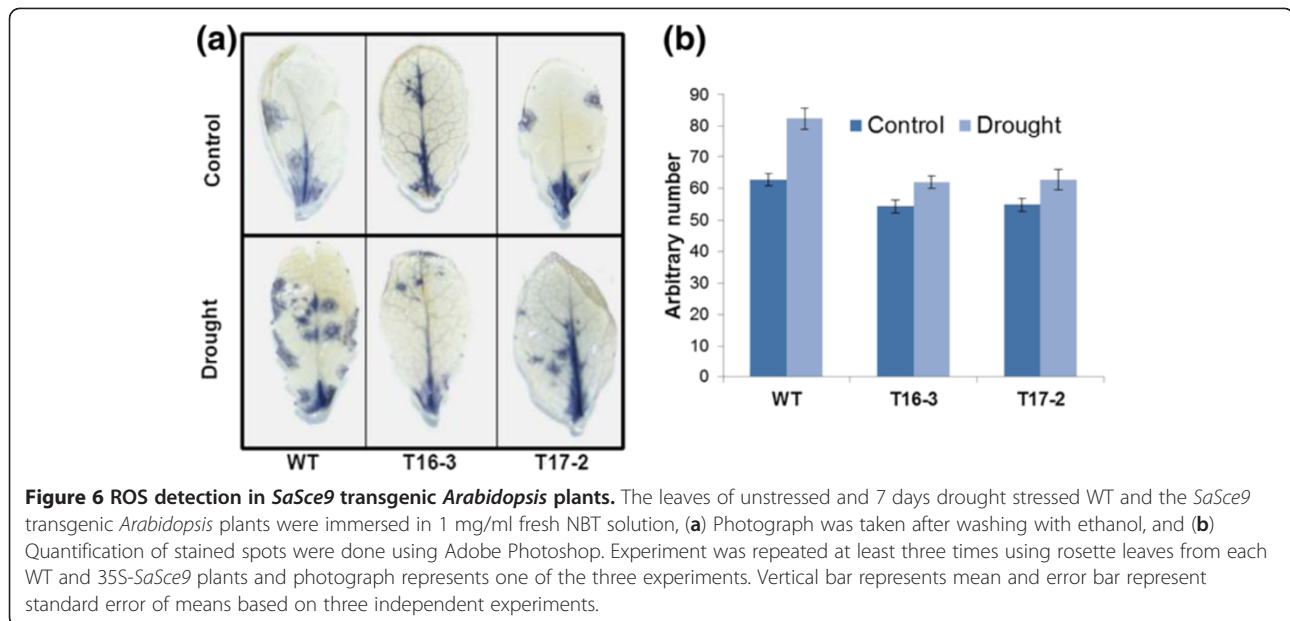 (a)
Control
Drought
WT T16-3 T17-2
(b)
90
80
70
60
50
40
30
20
10
0
Arbitrary number
Control Drought
WT T16-3 T17-2
Figure 6 ROS detection in SaSce9 transgenic Arabidopsis plants. The leaves of unstressed and 7 days drought stressed WT and the SaSce9
transgenic Arabidopsis plants were immersed in 1 mg/ml fresh NBT solution, (a) Photograph was taken after washing with ethanol, and (b)
Quantification of stained spots were done using Adobe Photoshop. Experiment was repeated at least three times using rosette leaves from each
WT and 35S-SaSce9 plants and photograph represents one of the three experiments. Vertical bar represents mean and error bar represent
standard error of means based on three independent experiments.